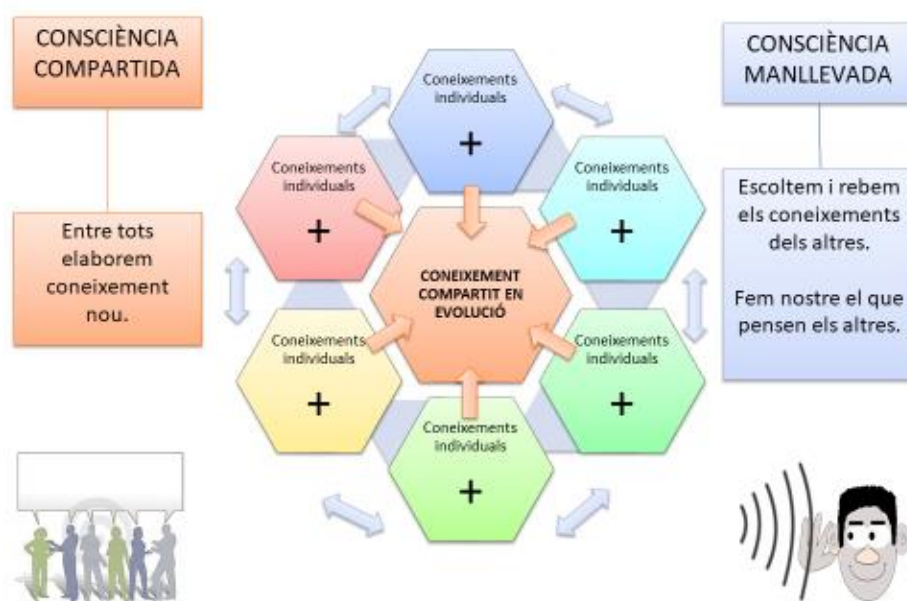 CONSCIÈNCIA
COMPARTIDA
Entre tots
elaborem
coneixement
nou.
Coneixements
individuals
+
Coneixements
individuals
+
Coneixements
individuals
+
CONEIXEMENT
COMPARTIT EN
EVOLUCIÓ
Coneixements
individuals
+
Coneixements
individuals
+
Coneixements
individuals
+
CONSCIÈNCIA
MANLLEVADA
Escoltem i rebem
els coneixements
dels altres.
Fem nostre el que
pensen els altres.